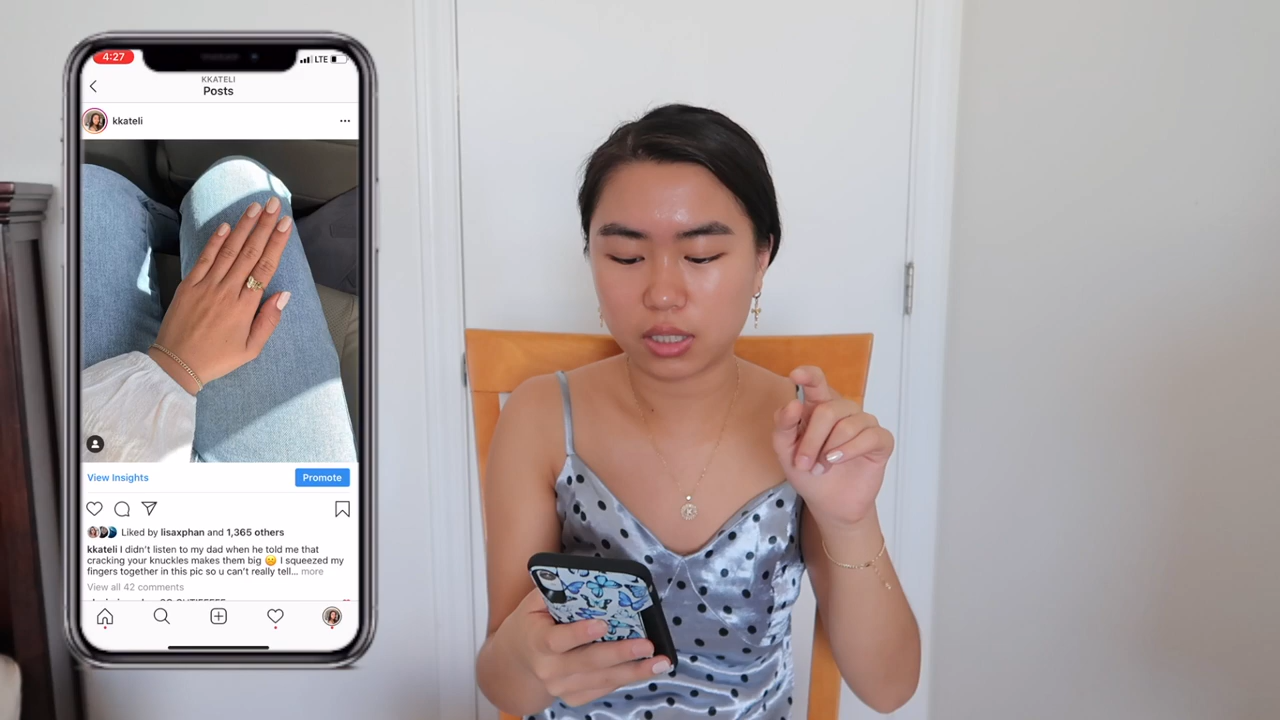 4:27
LTE
KKATELI
Posts
kkateli
View Insights
Promote
Liked by lisaxphan and 1,365 others
kkateli I didn't listen to my dad when he told me that
cracking your knuckles makes them big 😕 I squeezed my
fingers together in this pic so u can't really tell... more
View all 42 comments
K